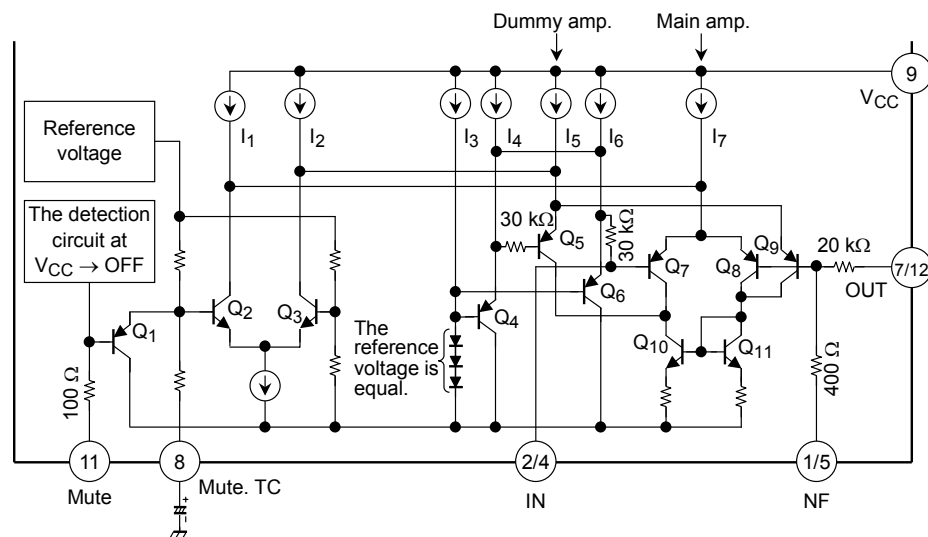 Dummy amp.
Main amp.
9
VCC
I1
I2
I3
I4
I5
I6
I7
Reference
voltage
The detection
circuit at
VCC → OFF
30 kΩ
Q5
30 kΩ
Q7
Q8
Q9
20 kΩ
7/12
OUT
Q1
Q2
Q3
Q4
Q6
The
reference
voltage is
equal.
Q10
Q11
100 Ω
400 Ω
11
Mute
8
Mute. TC
+
2/4
IN
1/5
NF